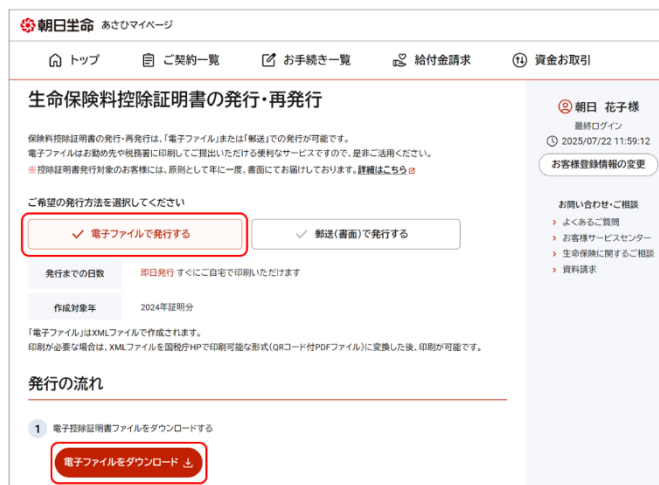 朝日生命 あさひマイページ
トップ ご契約一覧 お手続き一覧 給付金請求 資金お取引
生命保険料控除証明書の発行・再発行
保険料控除証明書の発行・再発行は、「電子ファイル」または「郵送」での発行が可能です。
電子ファイルはお勤め先や税務署に印刷してご提出いただける便利なサービスですので、是非ご活用ください。
※控除証明書発行対象のお客様には、原則として年に一度、書面にてお届けしております。詳細はこちら
ご希望の発行方法を選択してください
電子ファイルで発行する 郵送(書面)で発行する
発行までの日数 即日発行 すぐにご自宅で印刷いただけます
作成対象年 2024年証明分
「電子ファイル」はXMLファイルで作成されます。
印刷が必要な場合は、XMLファイルを国税庁HPで印刷可能な形式(QRコード付PDFファイル)に変換した後、印刷が可能です。
発行の流れ
1 電子控除証明書ファイルをダウンロードする
電子ファイルをダウンロード
朝日 花子様
最終ログイン
2025/07/22 11:59:12
お客様登録情報の変更
お問い合わせ・ご相談
よくあるご質問
お客様サービスセンター
生命保険に関するご相談
資料請求